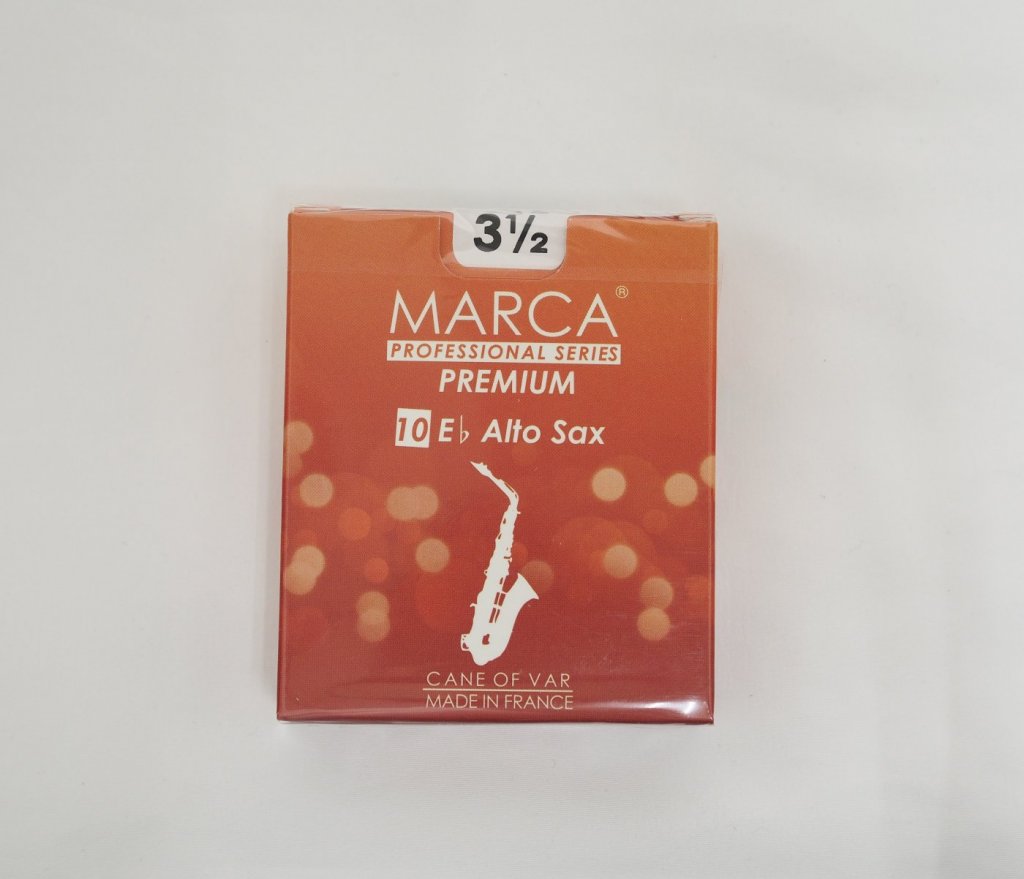 3½
MARCA®
PROFESSIONAL SERIES
PREMIUM
10 E♭ Alto Sax
CANE OF VAR
MADE IN FRANCE